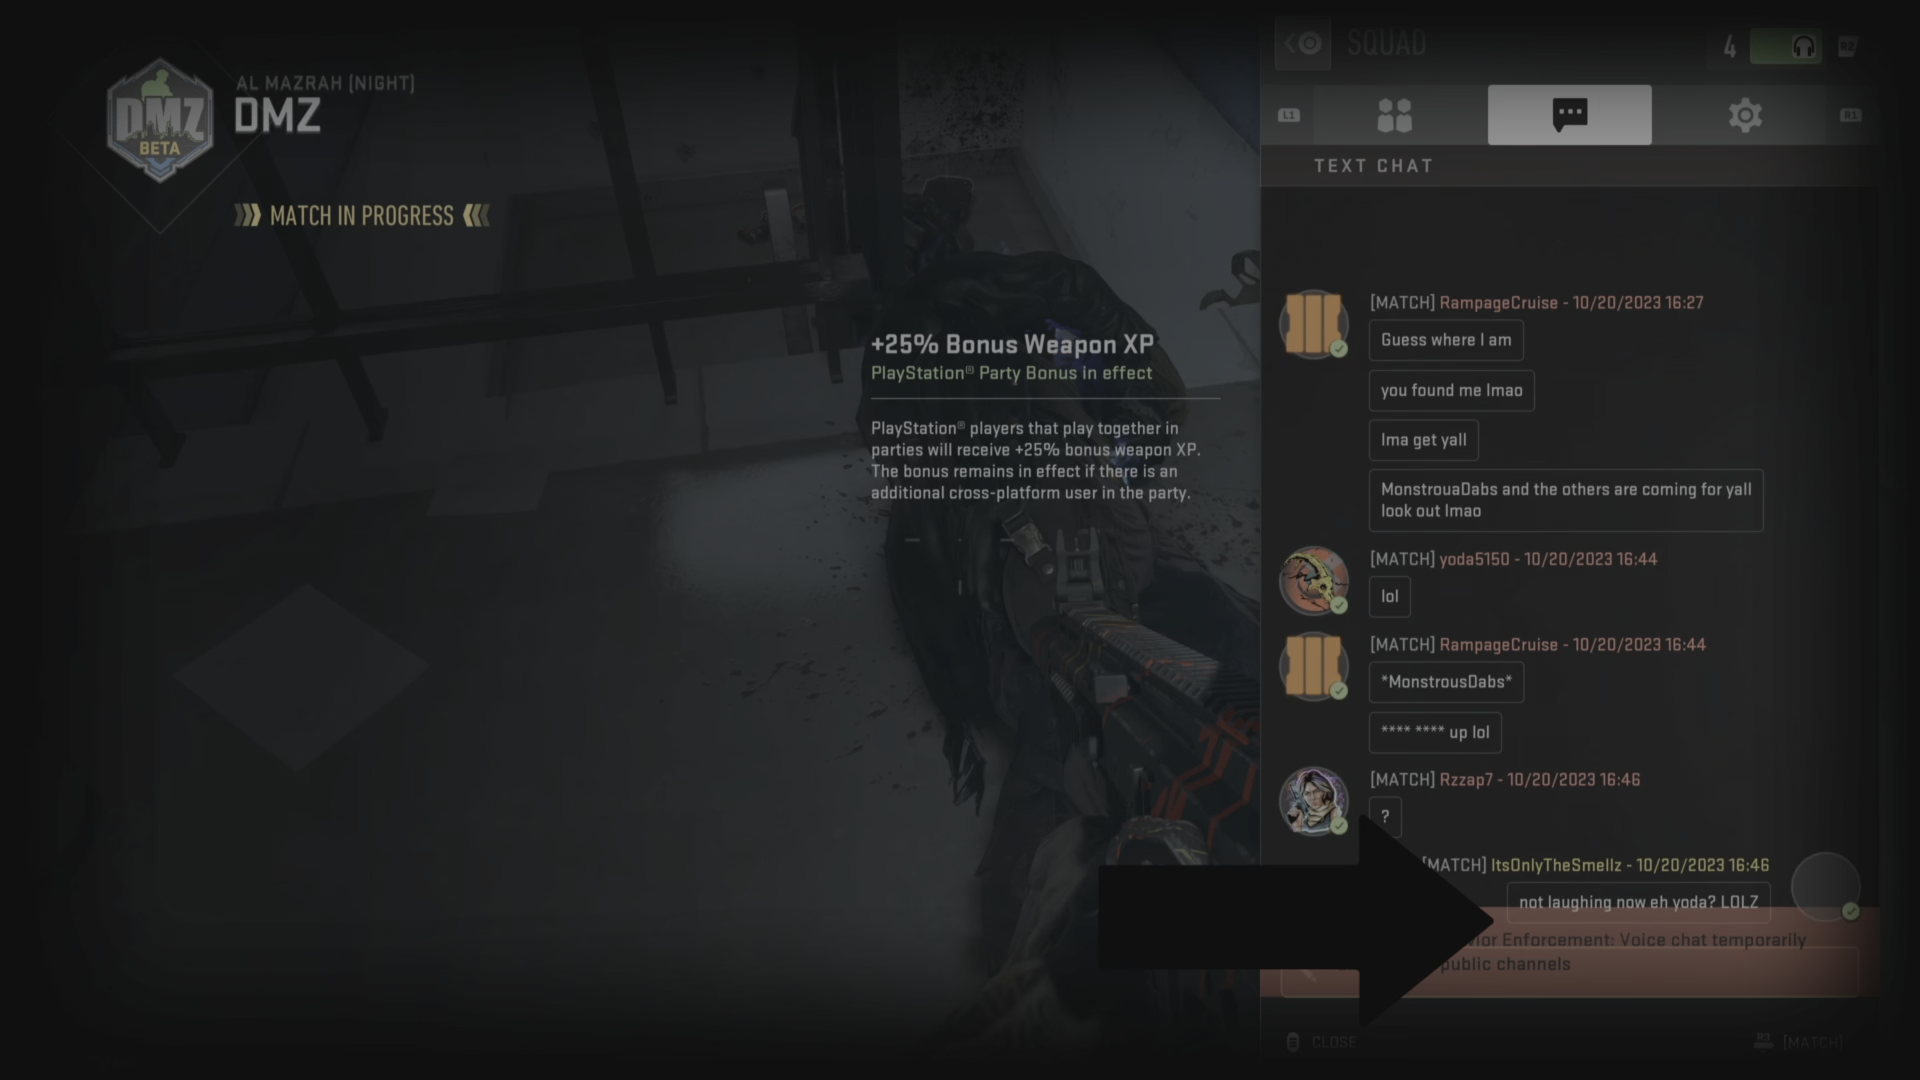 AL MAZRAH (NIGHT)
DMZ
DMZ
BETA
MATCH IN PROGRESS
+25% Bonus Weapon XP
PlayStation® Party Bonus in effect
PlayStation® players that play together in
parties will receive +25% bonus weapon XP.
The bonus remains in effect if there is an
additional cross-platform user in the party.
SQUAD
4
R2
L1
R1
TEXT CHAT
[MATCH] RampageCruise - 10/20/2023 16:27
Guess where I am
you found me lmao
Ima get yall
MonstrouaDabs and the others are coming for yall
look out lmao
[MATCH] yoda5150 - 10/20/2023 16:44
lol
[MATCH] RampageCruise - 10/20/2023 16:44
*MonstrousDabs*
**** **** up lol
[MATCH] Rzzap7 - 10/20/2023 16:46
?
[MATCH] ItsOnlyTheSmellz - 10/20/2023 16:46
not laughing now eh yoda? LOLZ
Enforcement: Voice chat temporarily
public channels
CLOSE
R3 [MATCH]